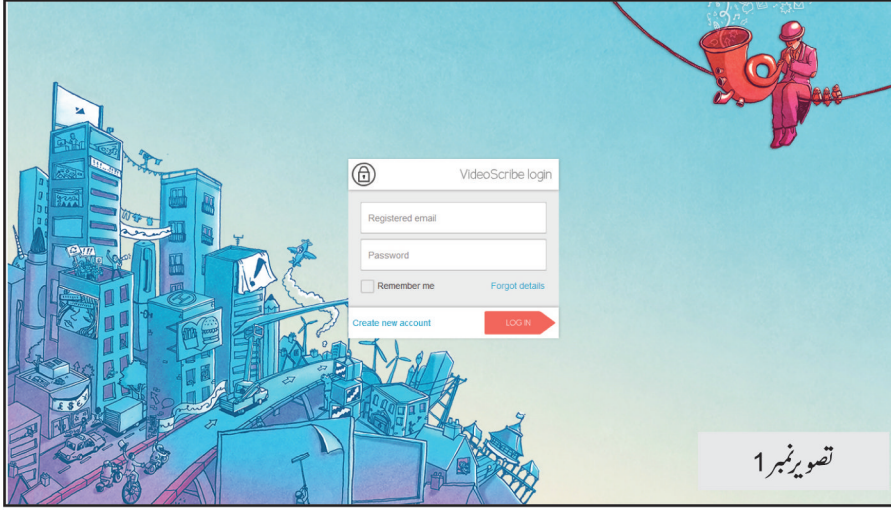 VideoScribe login
Registered email
Password
Remember me
Forgot details
Create new account
LOG IN
تصویر نمبر 1